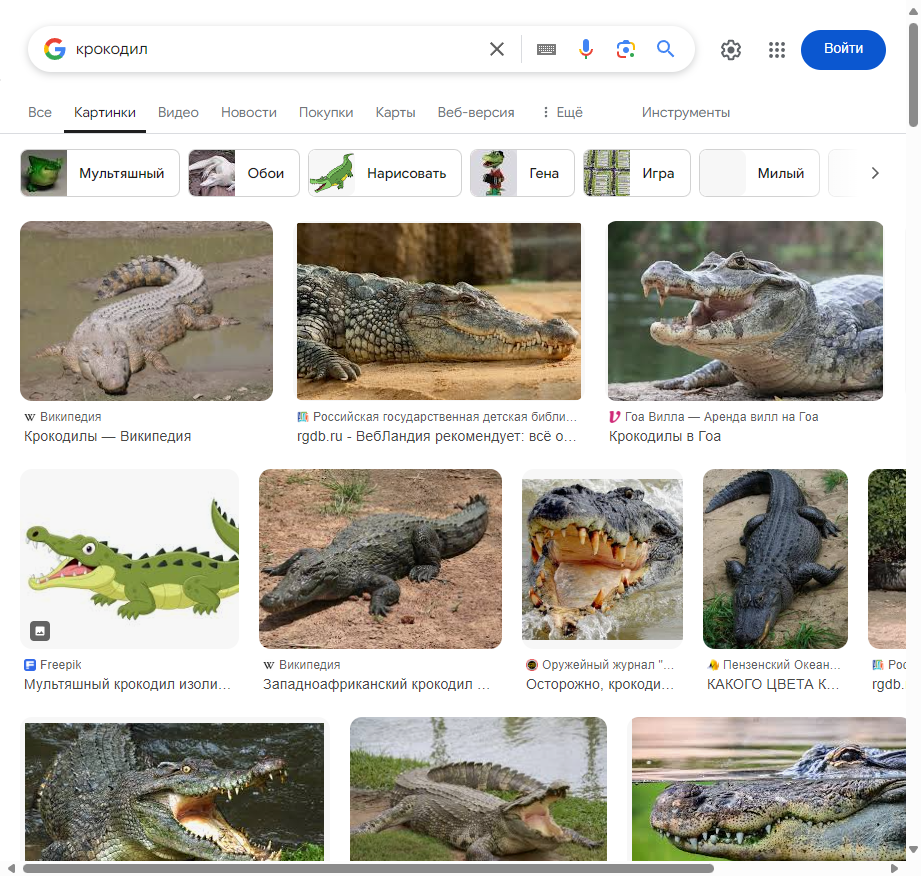 крокодил
Войти
Все Картинки Видео Новости Покупки Карты Веб-версия Ещё Инструменты
Мультяшный Обои Нарисовать Гена Игра Милый
Википедия
Крокодилы — Википедия
Российская государственная детская библи...
rgdb.ru - ВебЛандия рекомендует: всё о...
Гоа Вилла — Аренда вилл на Гоа
Крокодилы в Гоа
Freepik
Мультяшный крокодил изоли...
Википедия
Западноафриканский крокодил ...
Оружейный журнал "...
Осторожно, крокоди...
Пензенский Океан...
КАКОГО ЦВЕТА К...
Рос
rgdb.